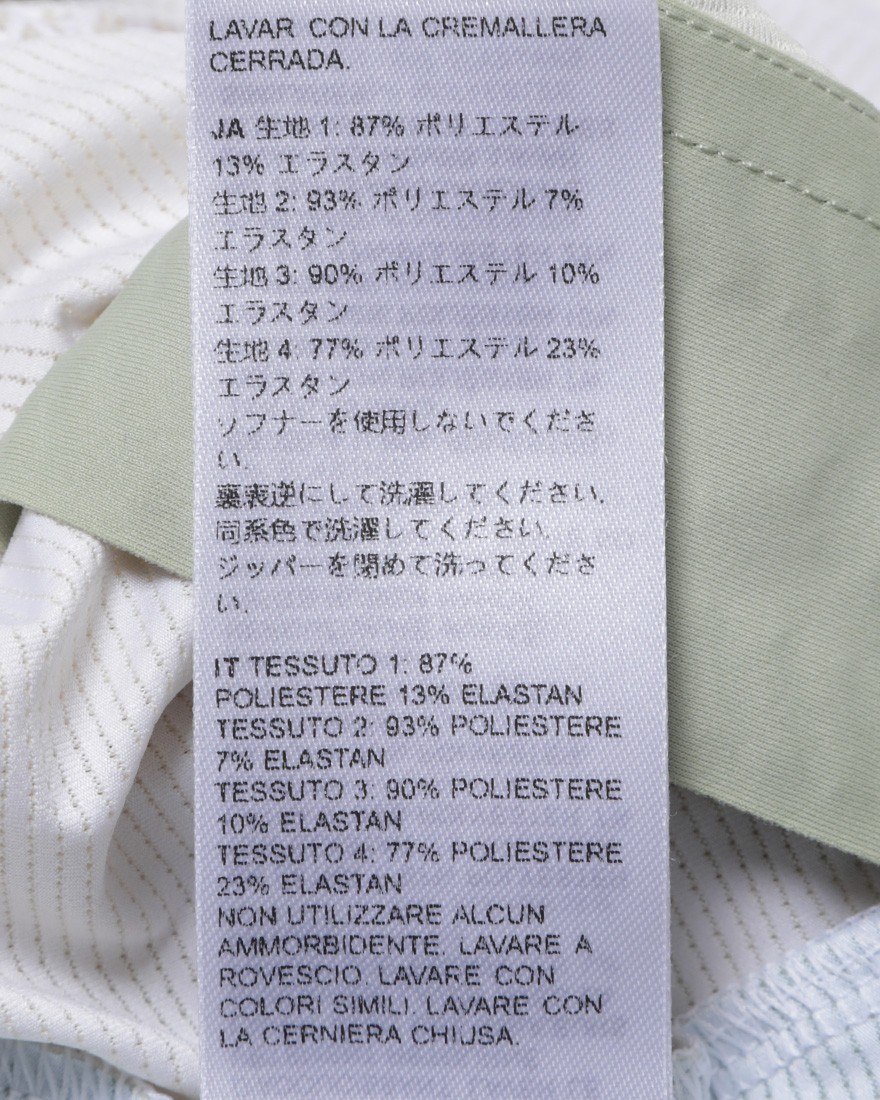 LAVAR CON LA CREMALLERA
CERRADA.
JA 生地 1: 87% ポリエステル
13% エラスタン
生地 2: 93% ポリエステル 7%
エラスタン
生地 3: 90% ポリエステル 10%
エラスタン
生地 4: 77% ポリエステル 23%
エラスタン
ソフナーを使用しないでくださ
い.
裏表逆にして洗濯してください.
同系色で洗濯してください.
ジッパーを閉めて洗ってくださ
い.
IT TESSUTO 1: 87%
POLIESTERE 13% ELASTAN
TESSUTO 2: 93% POLIESTERE
7% ELASTAN
TESSUTO 3: 90% POLIESTERE
10% ELASTAN
TESSUTO 4: 77% POLIESTERE
23% ELASTAN
NON UTILIZZARE ALCUN
AMMORBIDENTE. LAVARE A
ROVESCIO. LAVARE CON
COLORI SIMILI. LAVARE CON
LA CERNIERA CHIUSA.